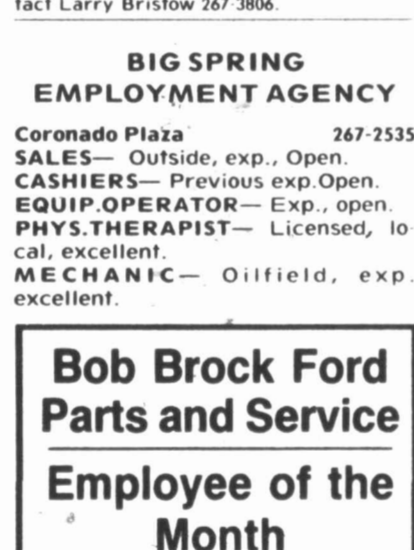 tact Larry Bristow 267-3806.
BIG SPRING
EMPLOYMENT AGENCY
Coronado Plaza 267-2535
SALES— Outside, exp., Open.
CASHIERS— Previous exp.Open.
EQUIP.OPERATOR— Exp., open.
PHYS.THERAPIST— Licensed, lo-
cal, excellent.
MECHANIC— Oilfield, exp.
excellent.
Bob Brock Ford
Parts and Service
Employee of the
Month